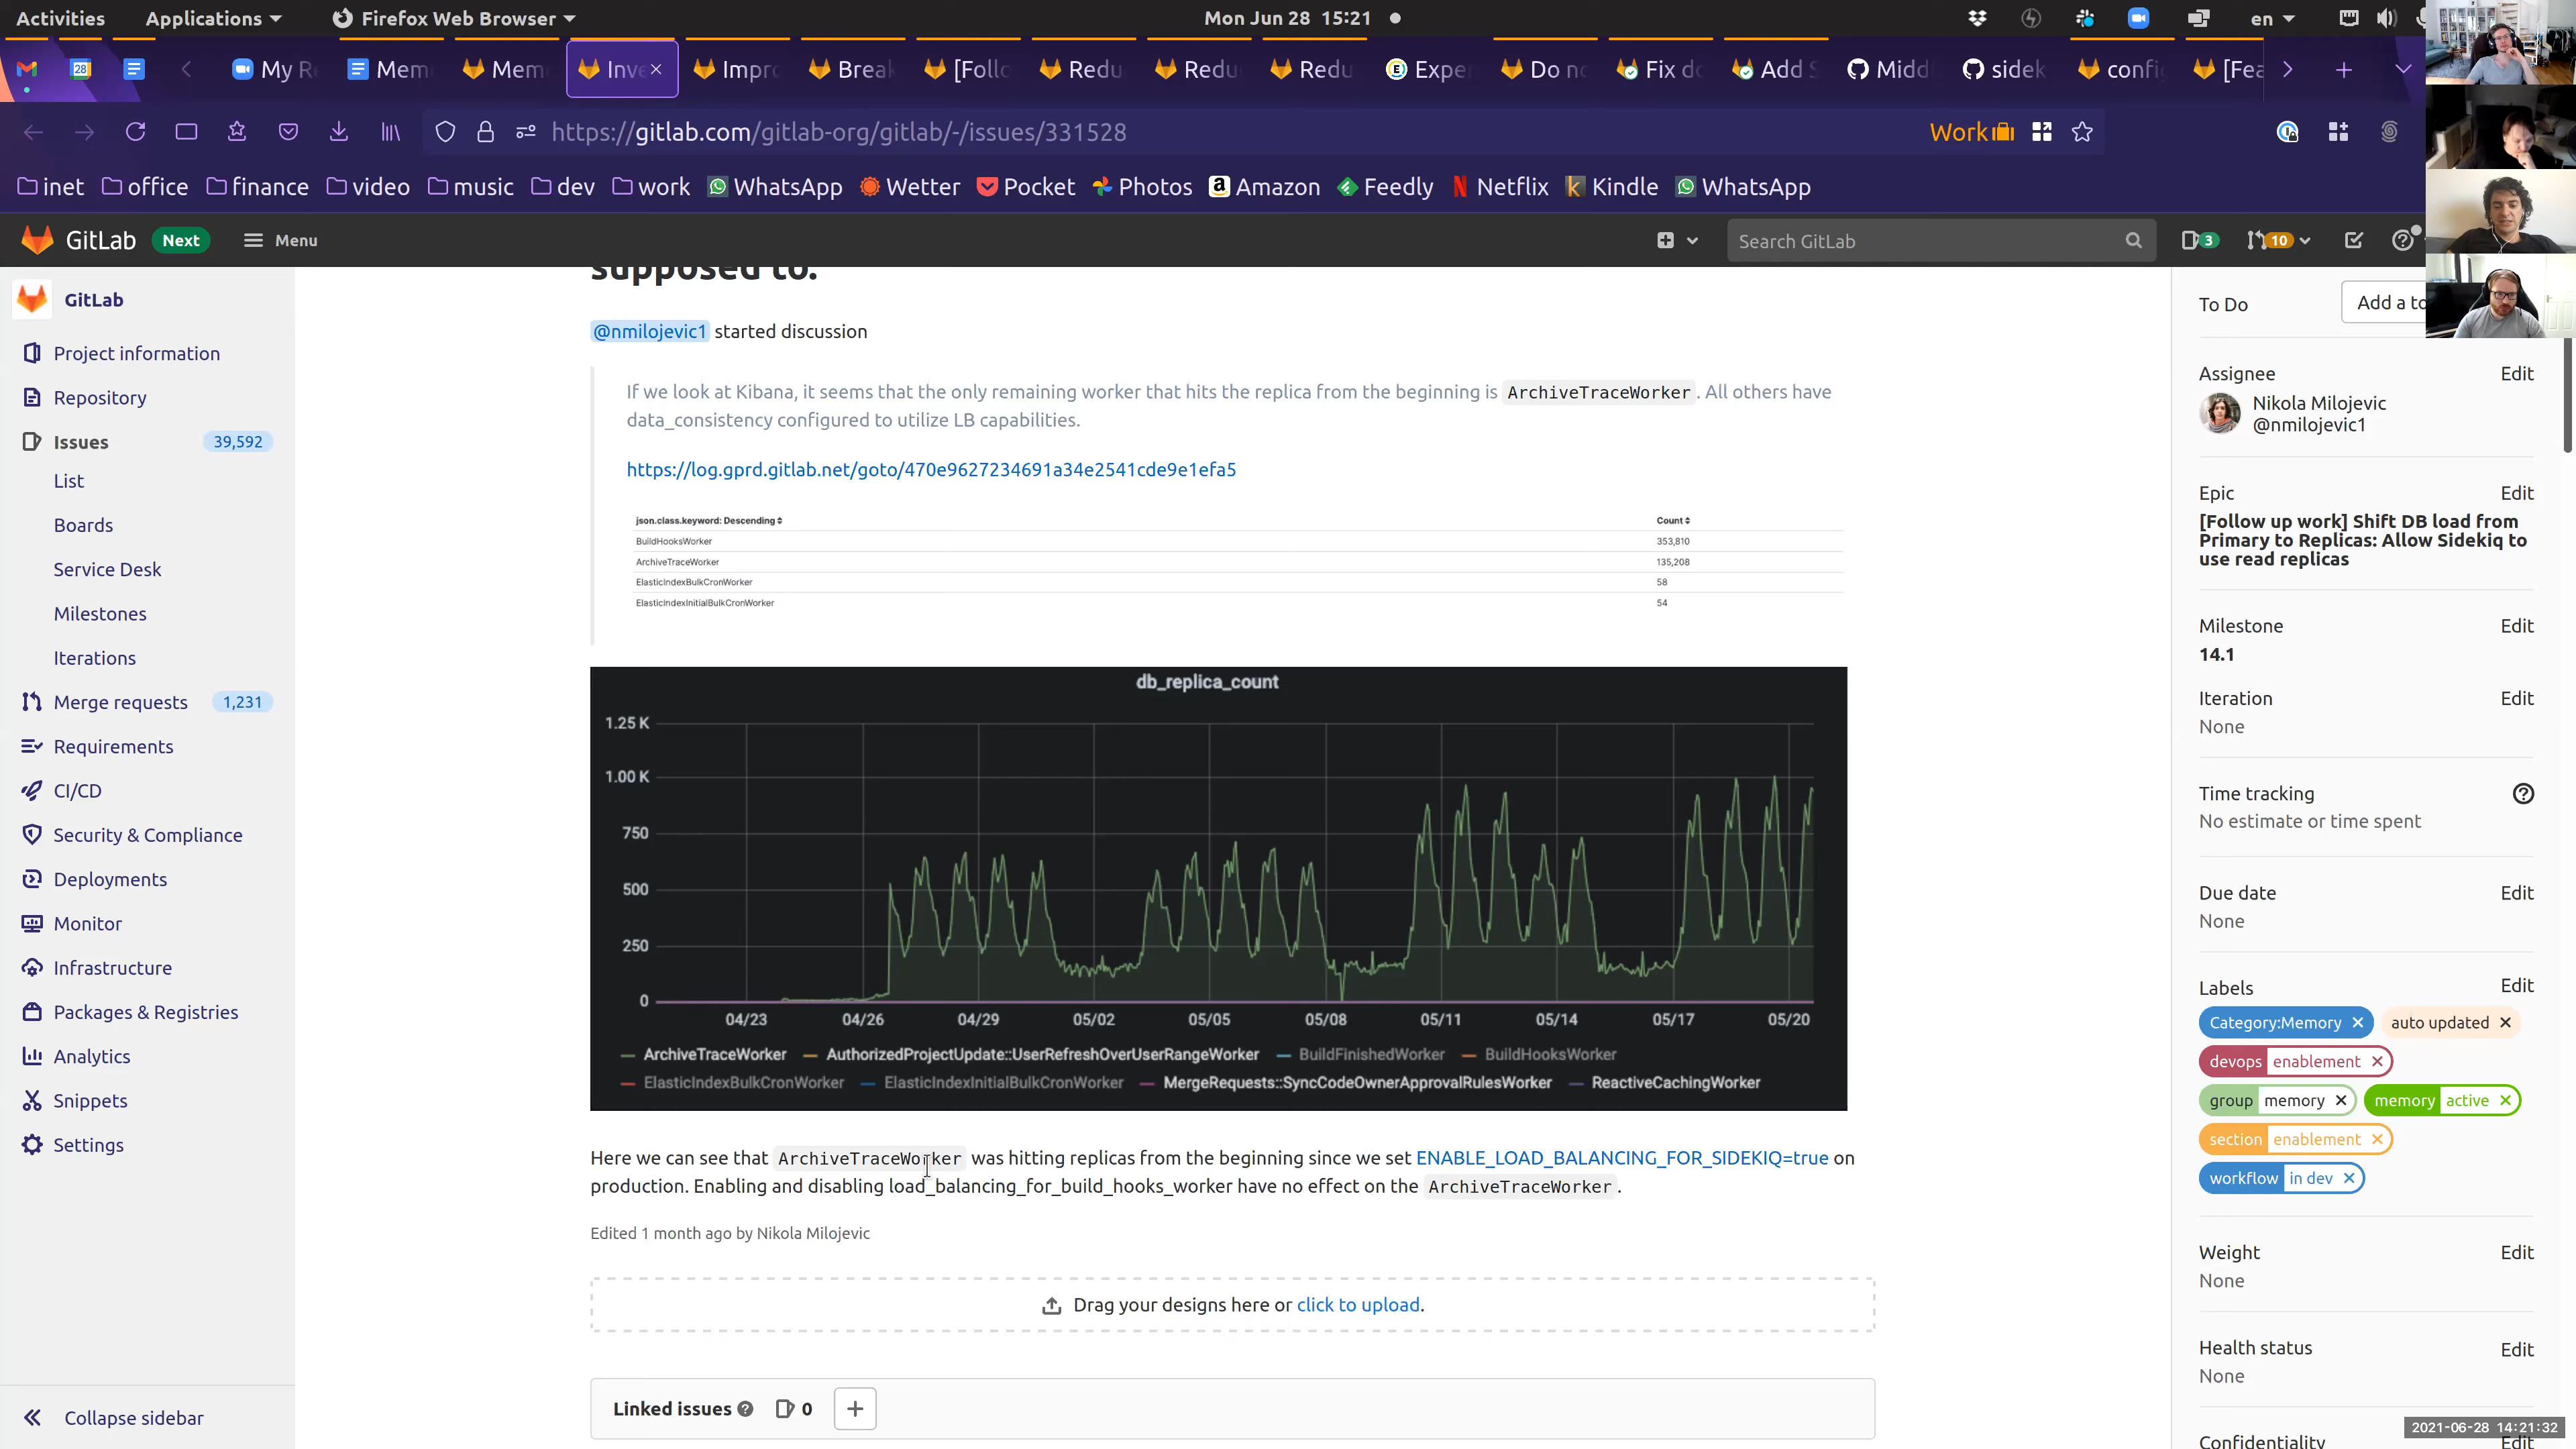 Activities Applications Firefox Web Browser Mon Jun 28 15:21 en
28 My Re Mem Mem Inve Impro Break [Follo Redu Redu Redu Expe Do no Fix do Add S Midd sidek confi [Fea
https://gitlab.com/gitlab-org/gitlab/-/issues/331528 Work
inet office finance video music dev work WhatsApp Wetter Pocket Photos Amazon Feedly Netflix Kindle WhatsApp
GitLab Next Menu Search GitLab 3 10
GitLab
Project information
Repository
Issues 39,592
List
Boards
Service Desk
Milestones
Iterations
Merge requests 1,231
Requirements
CI/CD
Security & Compliance
Deployments
Monitor
Infrastructure
Packages & Registries
Analytics
Snippets
Settings
Collapse sidebar
supposed to.
@nmilojevic1 started discussion
If we look at Kibana, it seems that the only remaining worker that hits the replica from the beginning is ArchiveTraceWorker. All others have
data_consistency configured to utilize LB capabilities.
https://log.gprd.gitlab.net/goto/470e9627234691a34e2541cde9e1efa5
json.class.keyword: Descending Count
BuildHooksWorker 353,810
ArchiveTraceWorker 135,208
ElasticIndexBulkCronWorker 58
ElasticIndexInitialBulkCronWorker 54
db_replica_count
1.25 K
1.00 K
750
500
250
0
04/23 04/26 04/29 05/02 05/05 05/08 05/11 05/14 05/17 05/20
ArchiveTraceWorker AuthorizedProjectUpdate::UserRefreshOverUserRangeWorker BuildFinishedWorker BuildHooksWorker
ElasticIndexBulkCronWorker ElasticIndexInitialBulkCronWorker MergeRequests::SyncCodeOwnerApprovalRulesWorker ReactiveCachingWorker
Here we can see that ArchiveTraceWorker was hitting replicas from the beginning since we set ENABLE_LOAD_BALANCING_FOR_SIDEKIQ=true on
production. Enabling and disabling load_balancing_for_build_hooks_worker have no effect on the ArchiveTraceWorker.
Edited 1 month ago by Nikola Milojevic
Drag your designs here or click to upload.
Linked issues 0
To Do Add a to
Assignee Edit
Nikola Milojevic
@nmilojevic1
Epic Edit
[Follow up work] Shift DB load from
Primary to Replicas: Allow Sidekiq to
use read replicas
Milestone Edit
14.1
Iteration Edit
None
Time tracking
No estimate or time spent
Due date Edit
None
Labels Edit
Category:Memory auto updated
devops enablement
group memory memory active
section enablement
workflow in dev
Weight Edit
None
Health status Edit
None
2021-06-28 14:21:32
Confidentiality Edit